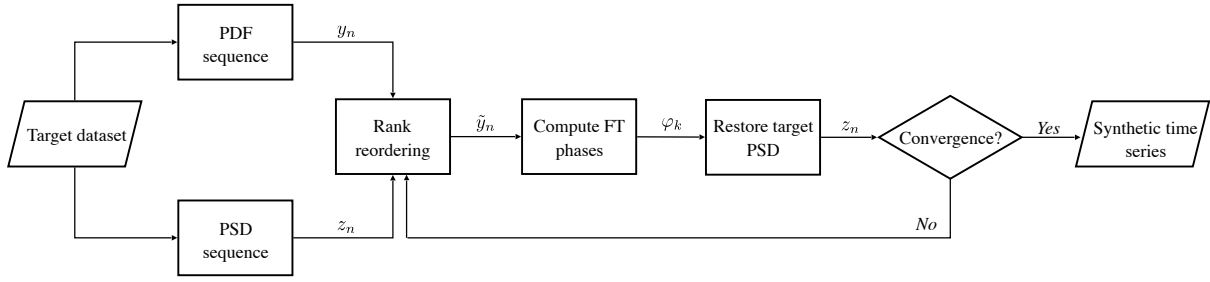 PDF
sequence
y_n
Target dataset
PSD
sequence
z_n
Rank
reordering
ỹ_n
Compute FT
phases
φ_k
Restore target
PSD
z_n
Convergence?
Yes
No
Synthetic time
series